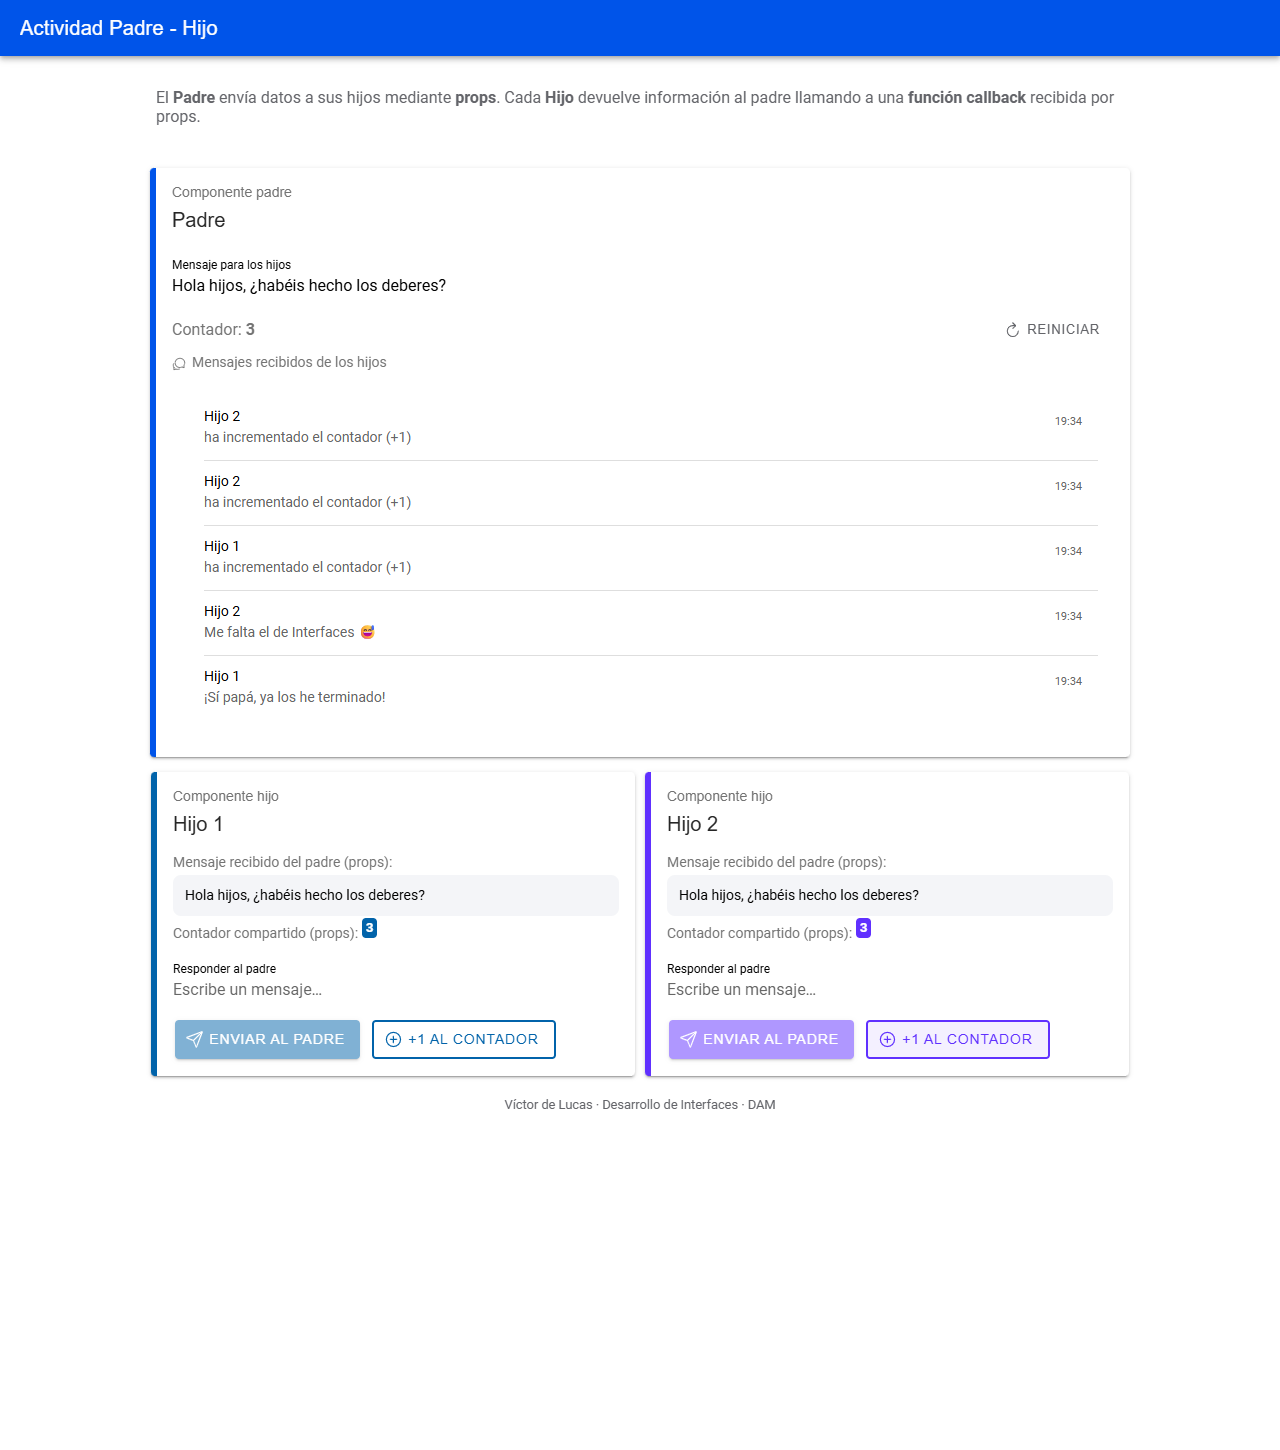 Actividad Padre - Hijo
El Padre envía datos a sus hijos mediante props. Cada Hijo devuelve información al padre llamando a una función callback recibida por
props.
Componente padre
Padre
Mensaje para los hijos
Hola hijos, ¿habéis hecho los deberes?
Contador: 3
REINICIAR
Mensajes recibidos de los hijos
Hijo 2
19:34
ha incrementado el contador (+1)
Hijo 2
19:34
ha incrementado el contador (+1)
Hijo 1
19:34
ha incrementado el contador (+1)
Hijo 2
19:34
Me falta el de Interfaces 😅
Hijo 1
19:34
¡Sí papá, ya los he terminado!
Componente hijo
Hijo 1
Mensaje recibido del padre (props):
Hola hijos, ¿habéis hecho los deberes?
Contador compartido (props): 3
Responder al padre
Escribe un mensaje...
ENVIAR AL PADRE
+1 AL CONTADOR
Componente hijo
Hijo 2
Mensaje recibido del padre (props):
Hola hijos, ¿habéis hecho los deberes?
Contador compartido (props): 3
Responder al padre
Escribe un mensaje...
ENVIAR AL PADRE
+1 AL CONTADOR
Víctor de Lucas · Desarrollo de Interfaces · DAM